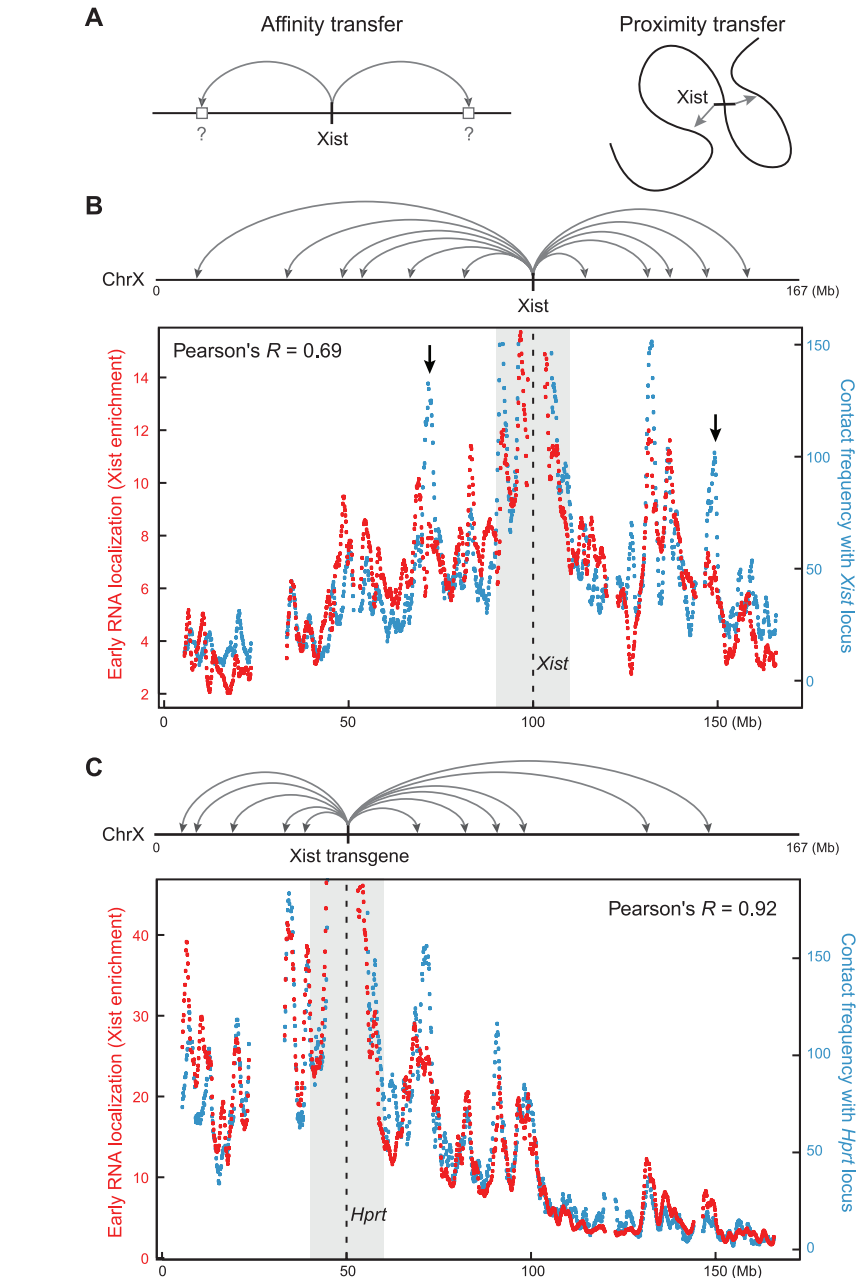 A
Affinity transfer
Proximity transfer
Xist
? Xist ?
B
ChrX
0 167 (Mb)
Xist
Pearson's R = 0.69
Early RNA localization (Xist enrichment)
14
12
10
8
6
4
2
150
100
50
0
Contact frequency with Xist locus
Xist
0 50 100 150 (Mb)
C
ChrX
0 167 (Mb)
Xist transgene
Pearson's R = 0.92
Early RNA localization (Xist enrichment)
40
30
20
10
0
150
100
50
0
Contact frequency with Hprt locus
Hprt
0 50 100 150 (Mb)